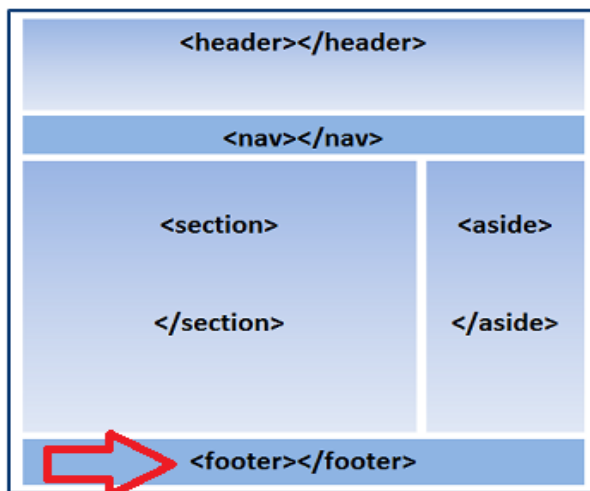 <header></header>
<nav></nav>
<section>
</section>
<aside>
</aside>
<footer></footer>